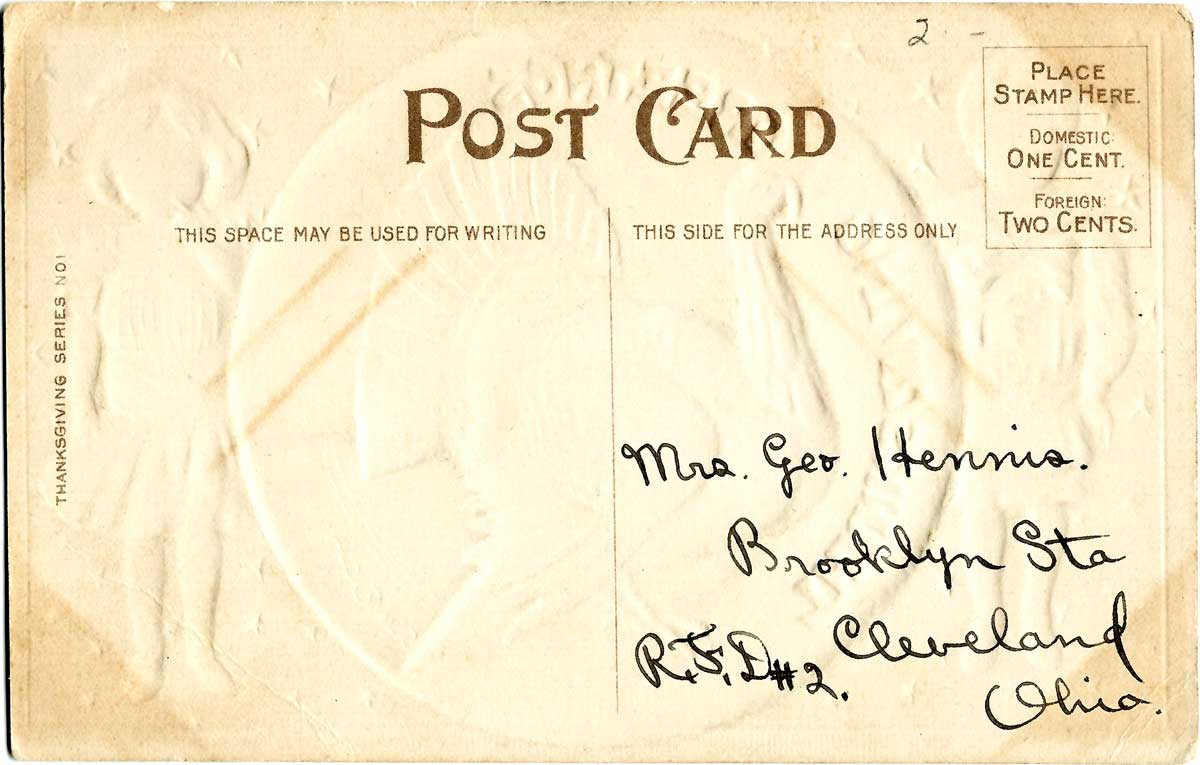 2 -
POST CARD
PLACE
STAMP HERE.
DOMESTIC:
ONE CENT.
FOREIGN:
TWO CENTS.
THIS SPACE MAY BE USED FOR WRITING
THIS SIDE FOR THE ADDRESS ONLY
THANKSGIVING SERIES NO1
Mrs. Geo. Hennis.
Brooklyn Sta
R.F.D#2. Cleveland
Ohio.